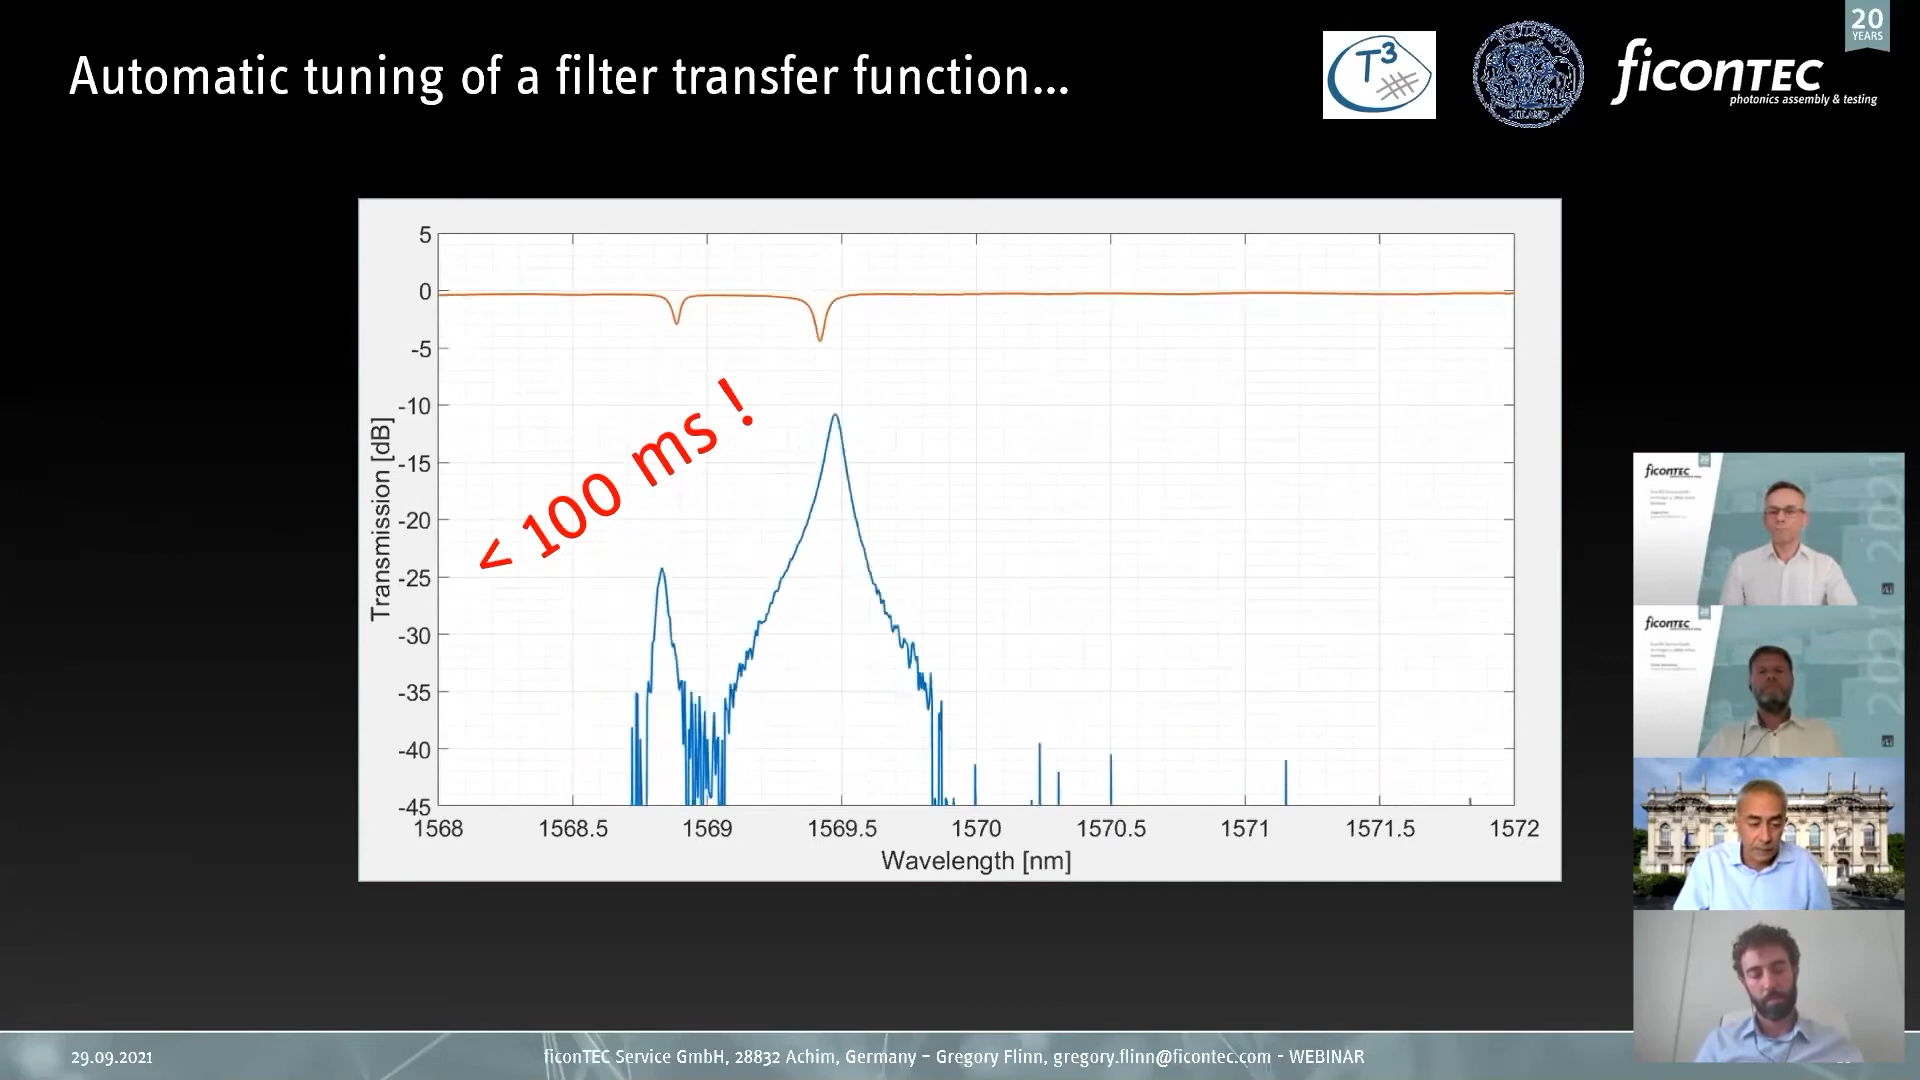 Automatic tuning of a filter transfer function...
T3
MILANO
ficonTEC
photonics assembly & testing
20
YEARS
5
0
-5
-10
-15
-20
-25
-30
-35
-40
-45
Transmission [dB]
< 100 ms !
1568
1568.5
1569
1569.5
1570
1570.5
1571
1571.5
1572
Wavelength [nm]
ficonTEC
2021
ficonTEC
2021
29.09.2021
ficonTEC Service GmbH, 28832 Achim, Germany – Gregory Flinn, gregory.flinn@ficontec.com - WEBINAR